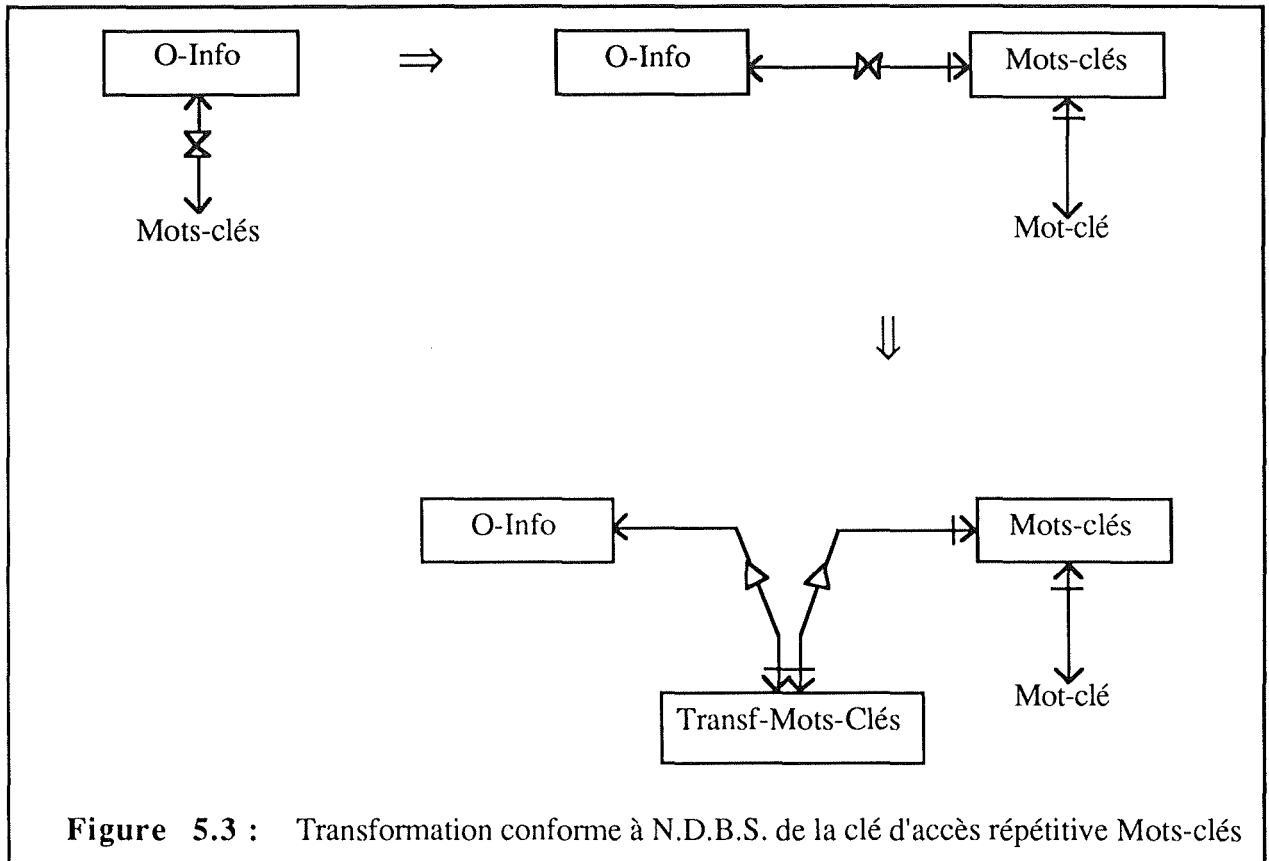 O-Info
O-Info
Mots-clés
Mots-clés
Mot-clé
O-Info
Mots-clés
Transf-Mots-Clés
Mot-clé
Figure 5.3 : Transformation conforme à N.D.B.S. de la clé d'accès répétitive Mots-clés